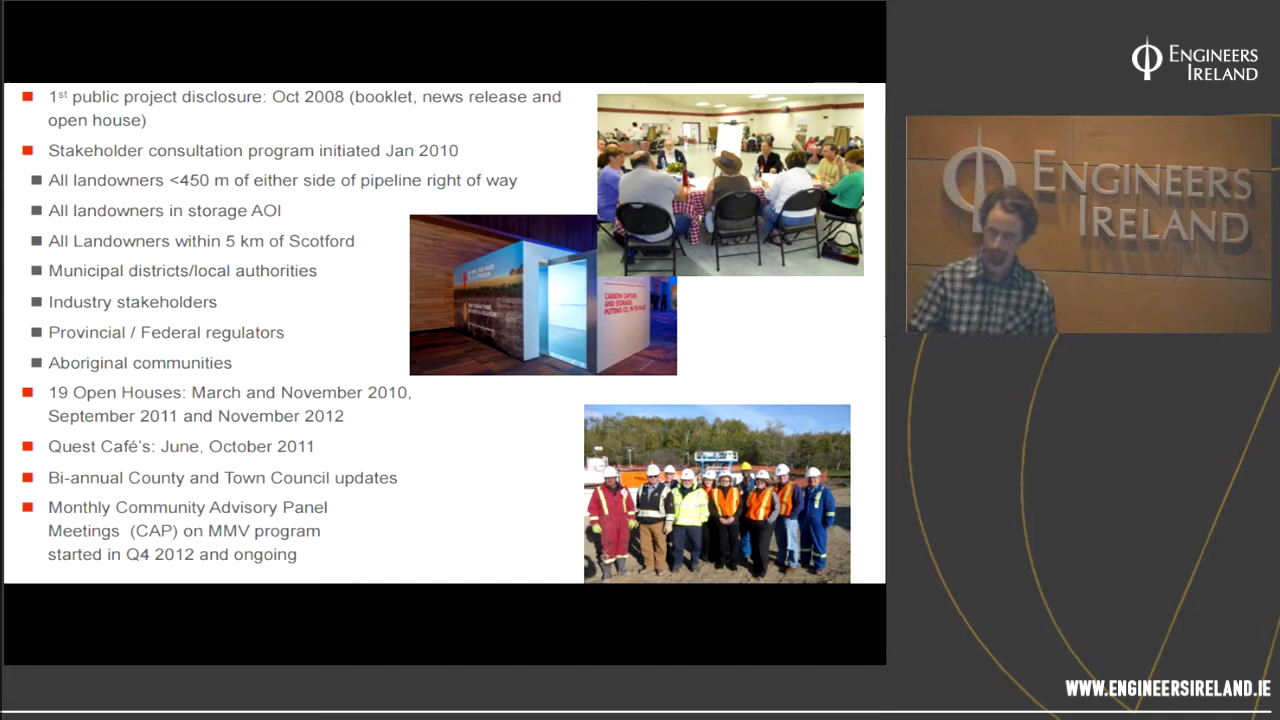 ENGINEERS
IRELAND
1st public project disclosure: Oct 2008 (booklet, news release and
open house)
Stakeholder consultation program initiated Jan 2010
All landowners <450 m of either side of pipeline right of way
All landowners in storage AOI
All Landowners within 5 km of Scotford
Municipal districts/local authorities
Industry stakeholders
Provincial / Federal regulators
Aboriginal communities
19 Open Houses: March and November 2010,
September 2011 and November 2012
Quest Café's: June, October 2011
Bi-annual County and Town Council updates
Monthly Community Advisory Panel
Meetings (CAP) on MMV program
started in Q4 2012 and ongoing
CARBON CAPTURE
AND STORAGE
ENGINEERS
IRELAND
WWW.ENGINEERSIRELAND.IE